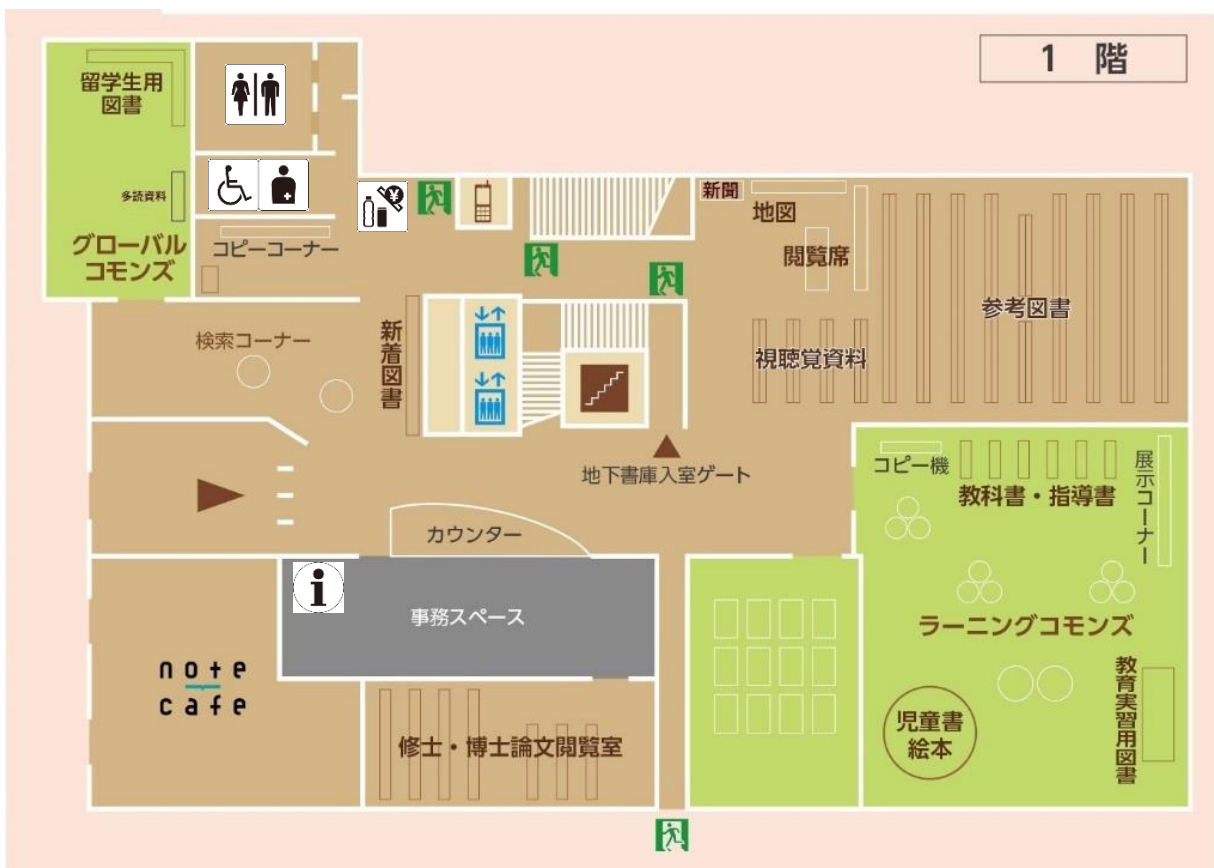 1 階
留学生用
図書
多読資料
グローバル
コモンズ
コピーコーナー
¥
新聞
地図
閲覧席
参考図書
視聴覚資料
検索コーナー
新着図書
地下書庫入室ゲート
カウンター
i
事務スペース
note
cafe
修士・博士論文閲覧室
コピー機
教科書・指導書
展示コーナー
ラーニングコモンズ
児童書
絵本
教育実習用図書